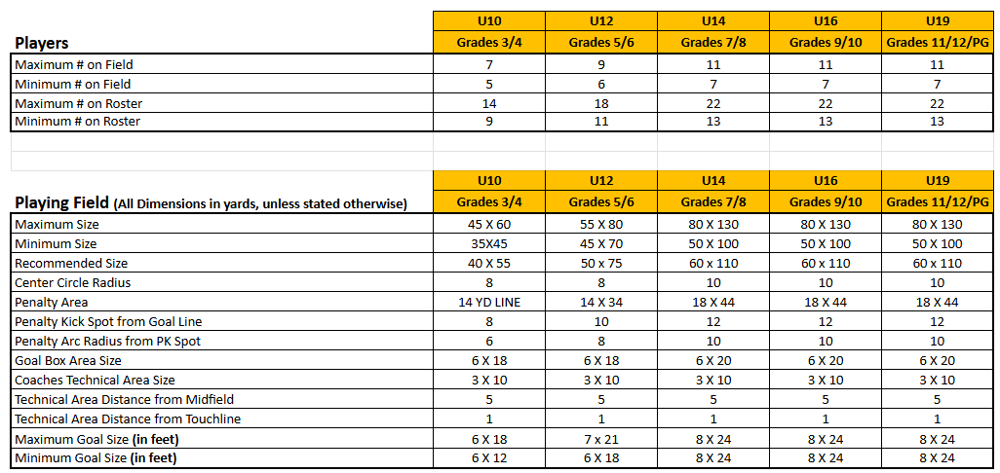 U10 U12 U14 U16 U19
Players Grades 3/4 Grades 5/6 Grades 7/8 Grades 9/10 Grades 11/12/PG
Maximum # on Field 7 9 11 11 11
Minimum # on Field 5 6 7 7 7
Maximum # on Roster 14 18 22 22 22
Minimum # on Roster 9 11 13 13 13
U10 U12 U14 U16 U19
Playing Field (All Dimensions in yards, unless stated otherwise) Grades 3/4 Grades 5/6 Grades 7/8 Grades 9/10 Grades 11/12/PG
Maximum Size 45 X 60 55 X 80 80 X 130 80 X 130 80 X 130
Minimum Size 35X45 45 X 70 50 X 100 50 X 100 50 X 100
Recommended Size 40 X 55 50 x 75 60 x 110 60 x 110 60 x 110
Center Circle Radius 8 8 10 10 10
Penalty Area 14 YD LINE 14 X 34 18 X 44 18 X 44 18 X 44
Penalty Kick Spot from Goal Line 8 10 12 12 12
Penalty Arc Radius from PK Spot 6 8 10 10 10
Goal Box Area Size 6 X 18 6 X 18 6 X 20 6 X 20 6 X 20
Coaches Technical Area Size 3 X 10 3 X 10 3 X 10 3 X 10 3 X 10
Technical Area Distance from Midfield 5 5 5 5 5
Technical Area Distance from Touchline 1 1 1 1 1
Maximum Goal Size (in feet) 6 X 18 7 x 21 8 X 24 8 X 24 8 X 24
Minimum Goal Size (in feet) 6 X 12 6 X 18 8 X 24 8 X 24 8 X 24